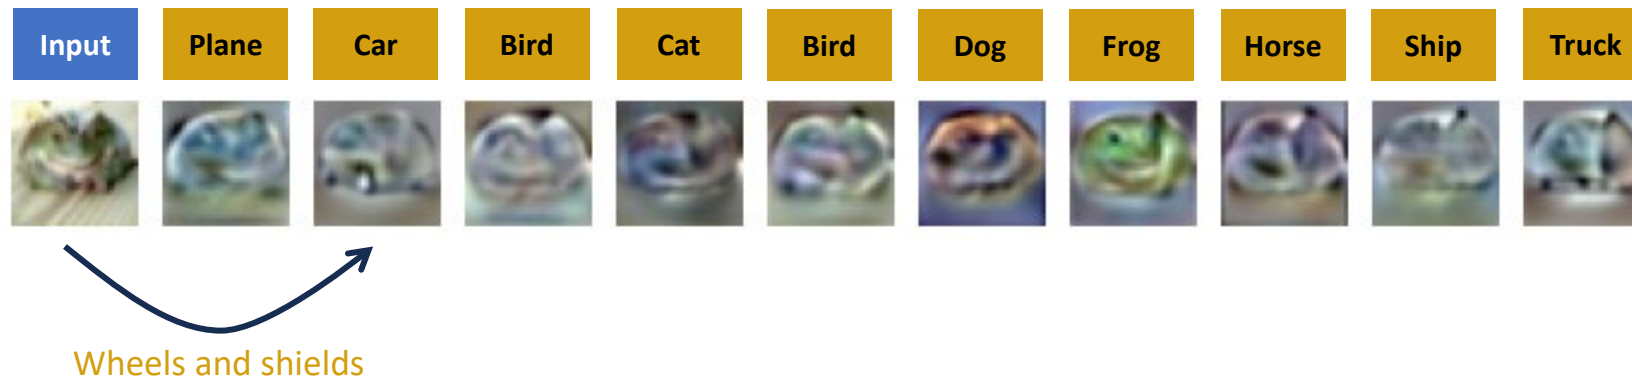 Input Plane Car Bird Cat Bird Dog Frog Horse Ship Truck
Wheels and shields